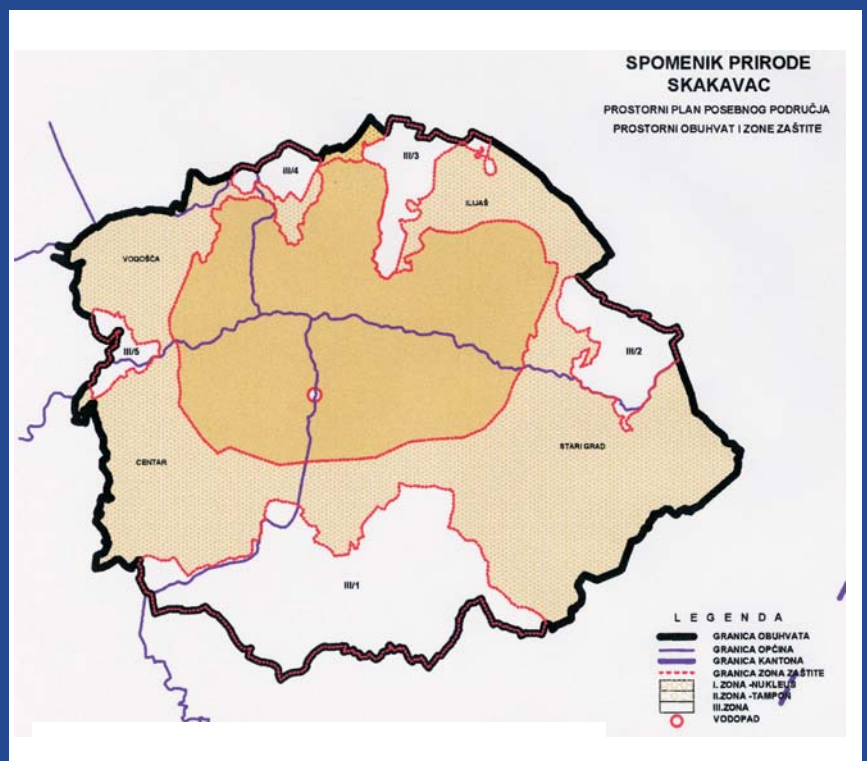 SPOMENIK PRIRODE
SKAKAVAC
PROSTORNI PLAN POSEBNOG PODRUČJA
PROSTORNI OBUHVAT I ZONE ZAŠTITE
III/3
III/4
ILIJAŠ
VOGOŠĆA
III/5
III/2
CENTAR
STARI GRAD
III/1
LEGENDA
GRANICA OBUHVATA
GRANICA OPĆINA
GRANICA KANTONA
GRANICA ZONA ZAŠTITE
I. ZONA -NUKLEUS
II.ZONA -TAMPON
III.ZONA
VODOPAD